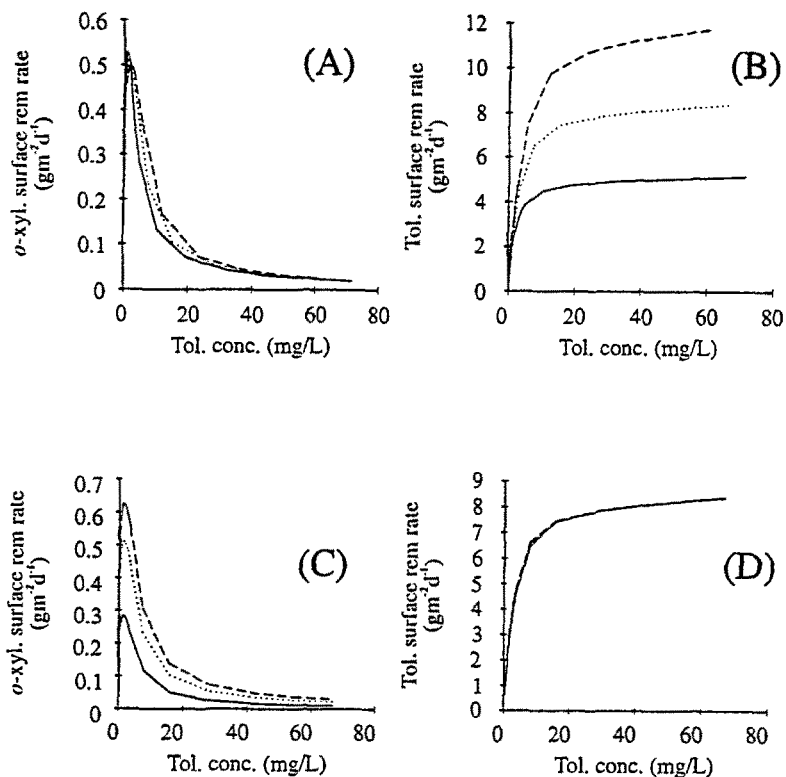 o-xyl. surface rem rate
(gm⁻²d⁻¹)
0.6
0.5
0.4
0.3
0.2
0.1
0
(A)
0 20 40 60 80
Tol. conc. (mg/L)
Tol. surface rem rate
(gm⁻²d⁻¹)
12
10
8
6
4
2
0
(B)
0 20 40 60 80
Tol. conc. (mg/L)
o-xyl. surface rem rate
(gm⁻²d⁻¹)
0.7
0.6
0.5
0.4
0.3
0.2
0.1
0
(C)
0 20 40 60 80
Tol. conc. (mg/L)
Tol. surface rem rate
(gm⁻²d⁻¹)
9
8
7
6
5
4
3
2
1
0
(D)
0 20 40 60 80
Tol. conc. (mg/L)